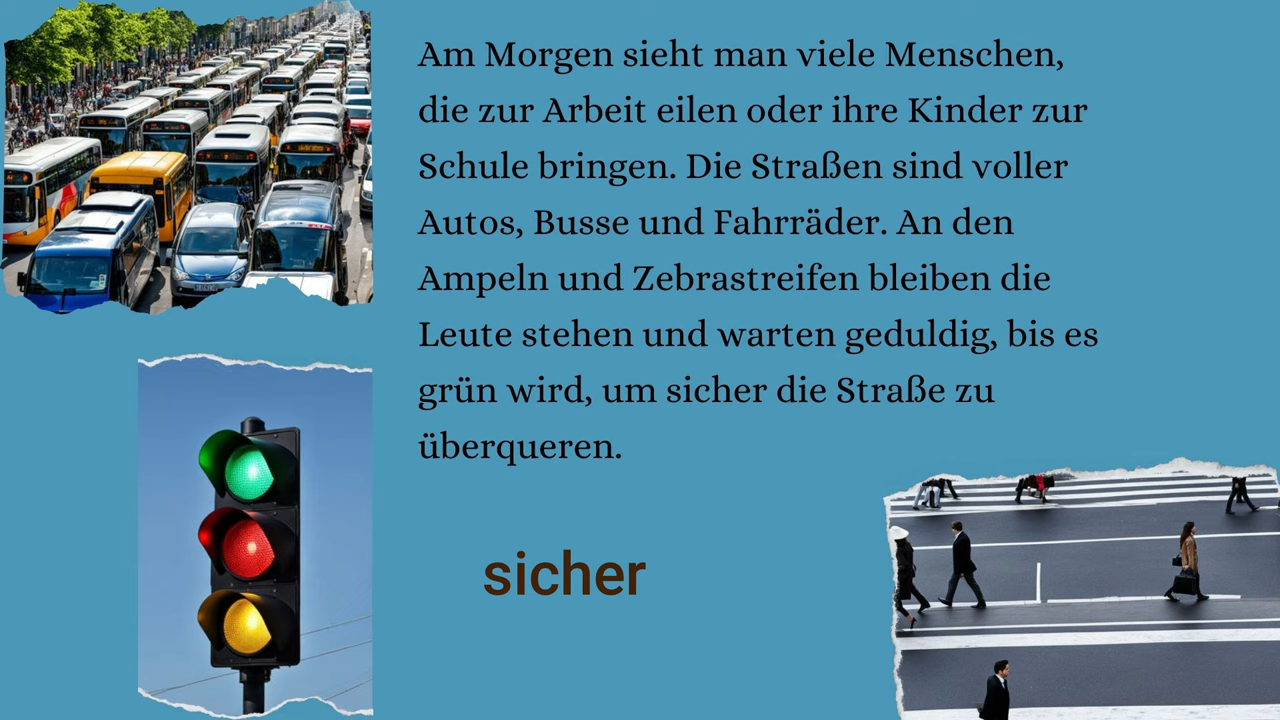 Am Morgen sieht man viele Menschen,
die zur Arbeit eilen oder ihre Kinder zur
Schule bringen. Die Straßen sind voller
Autos, Busse und Fahrräder. An den
Ampeln und Zebrastreifen bleiben die
Leute stehen und warten geduldig, bis es
grün wird, um sicher die Straße zu
überqueren.
sicher